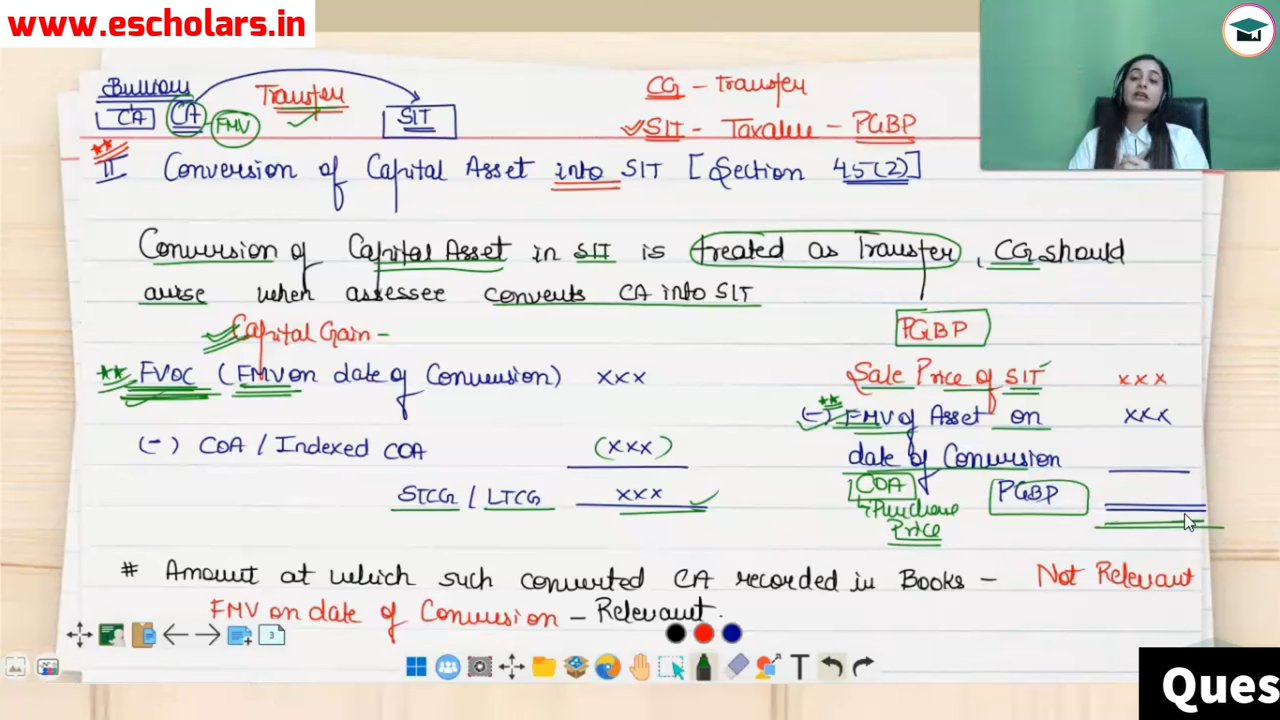 www.escholars.in
Business
CA CA Transfer SIT
FMV
CG - Transfer
SIT - Taxable - PGBP
II Conversion of Capital Asset into SIT [Section 45(2)]
Conversion of Capital Asset in SIT is treated as Transfer, CG should
arise when assessee converts CA into SIT
Capital Gain -
PGBP
FVOC (FMV on date of Conversion) xxx
(-) COA / Indexed COA (xxx)
STCG / LTCG xxx
Sale Price of SIT xxx
(-) FMV of Asset on xxx
date of Conversion
COA PGBP
Purchase
Price
# Amount at which such converted CA recorded in Books - Not Relevant
FMV on date of Conversion - Relevant.
3
T
Ques